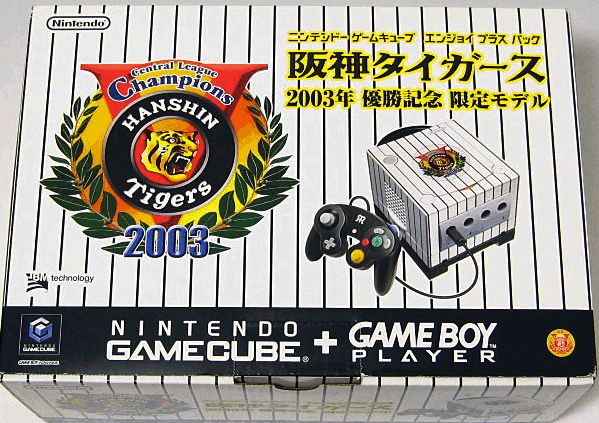 Nintendo
ニンテンドーゲームキューブ エンジョイ プラス パック
阪神タイガース
2003年 優勝記念 限定モデル
Central League
Champions
HANSHIN
Tigers
2003
IBM technology
NINTENDO
GAMECUBE®
+
GAME BOY
PLAYER
NINTENDO
GAMECUBE